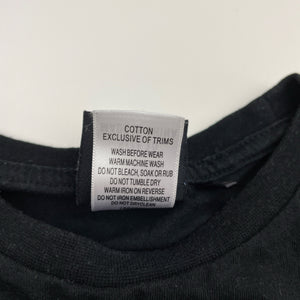 COTTON
EXCLUSIVE OF TRIMS
WASH BEFORE WEAR
WARM MACHINE WASH
DO NOT BLEACH, SOAK OR RUB
DO NOT TUMBLE DRY
WARM IRON ON REVERSE
DO NOT IRON EMBELLISHMENT
DO NOT DRYCLEAN